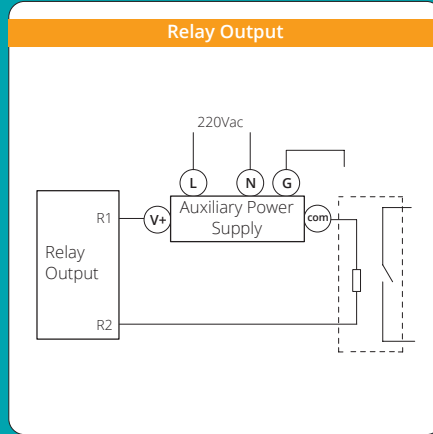 Relay Output
220Vac
L
N
G
R1
V+
Auxiliary Power
Supply
com
Relay
Output
R2